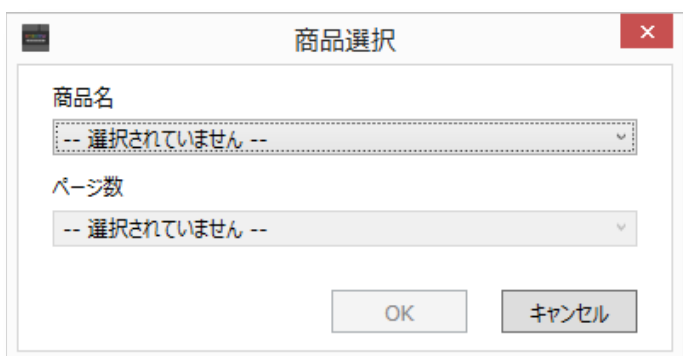 商品選択
商品名
-- 選択されていません --
ページ数
-- 選択されていません --
OK キャンセル